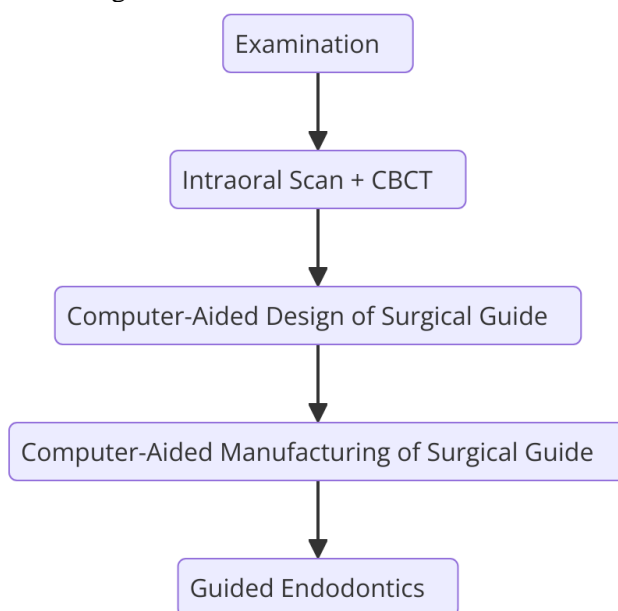 Examination
Intraoral Scan + CBCT
Computer-Aided Design of Surgical Guide
Computer-Aided Manufacturing of Surgical Guide
Guided Endodontics